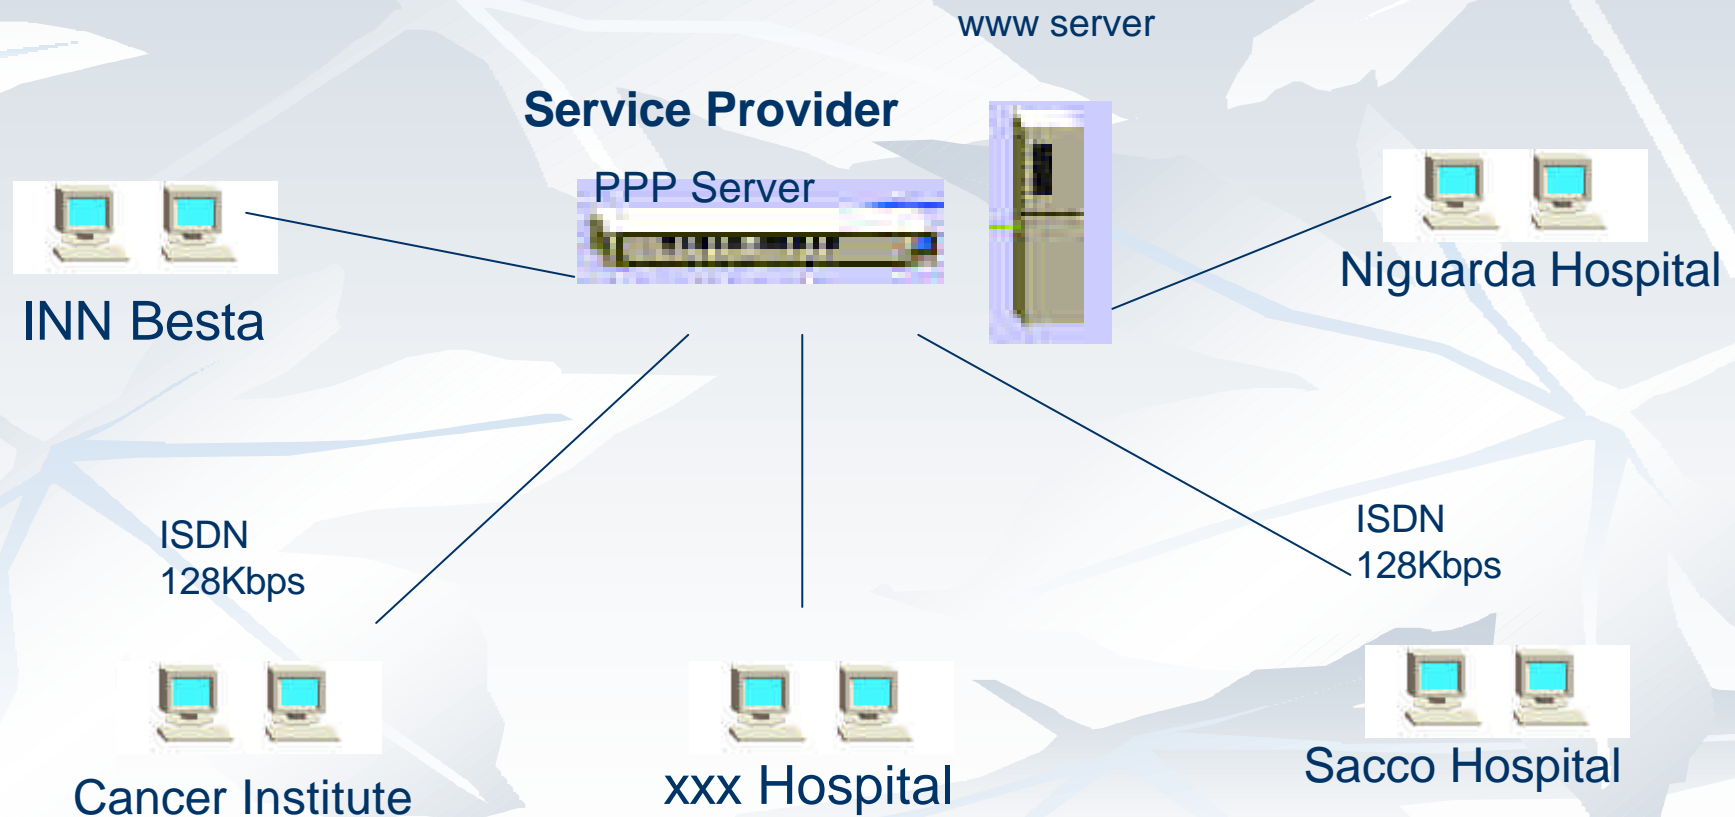 www server
Service Provider
PPP Server
Niguarda Hospital
INN Besta
ISDN
128Kbps
ISDN
128Kbps
Cancer Institute
xxx Hospital
Sacco Hospital